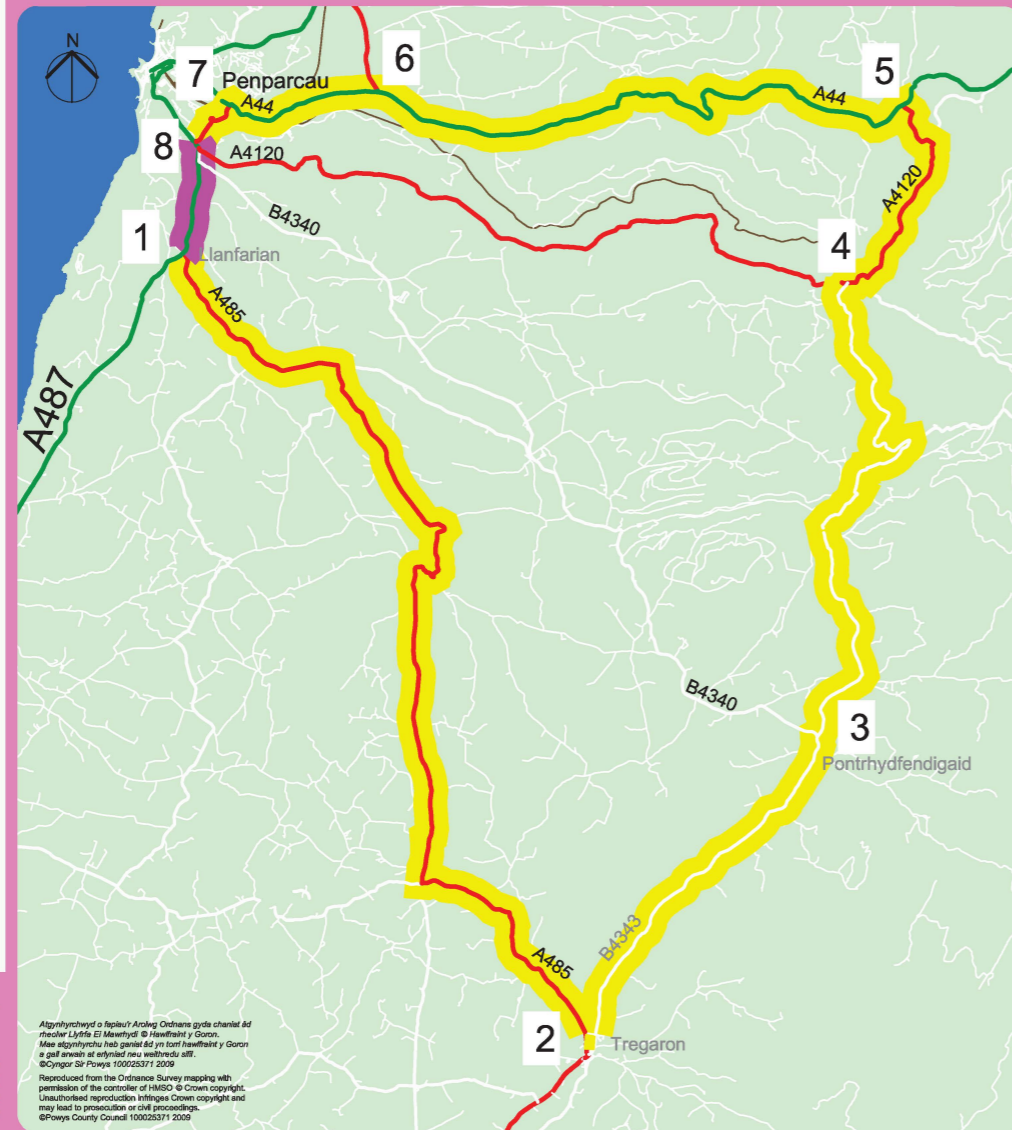 N
7
Penparcau
6
5
A44
A44
8
A4120
A4120
B4340
1
Llanfarian
4
A485
A487
B4340
3
Pontrhydfendigaid
B4343
A485
2
Tregaron
Atgynhyrchwyd o fapiau'r Arolwg Ordnans gyda chaniat âd
rheolwr Llyfrfa Ei Mawrhydi © Hawlfraint y Goron.
Mae atgynhyrchu heb ganiat âd yn torri hawlfraint y Goron
a gall arwain at erlyniad neu weithredu sifil.
©Cyngor Sir Powys 100025371 2009
Reproduced from the Ordnance Survey mapping with
permission of the controller of HMSO © Crown copyright.
Unauthorised reproduction infringes Crown copyright and
may lead to prosecution or civil proceedings.
©Powys County Council 100025371 2009